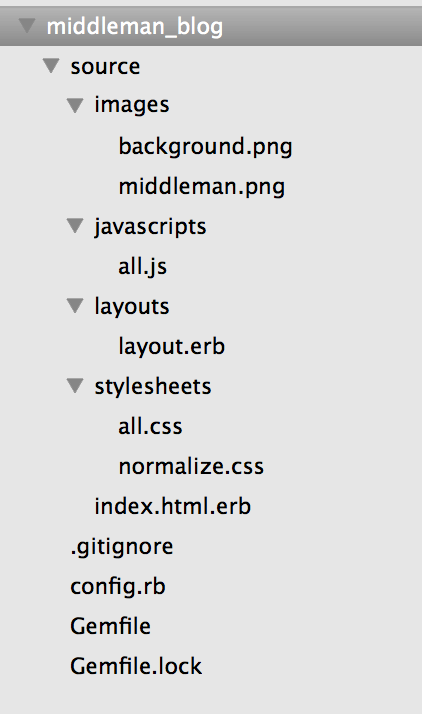 middleman_blog
source
images
background.png
middleman.png
javascripts
all.js
layouts
layout.erb
stylesheets
all.css
normalize.css
index.html.erb
.gitignore
config.rb
Gemfile
Gemfile.lock